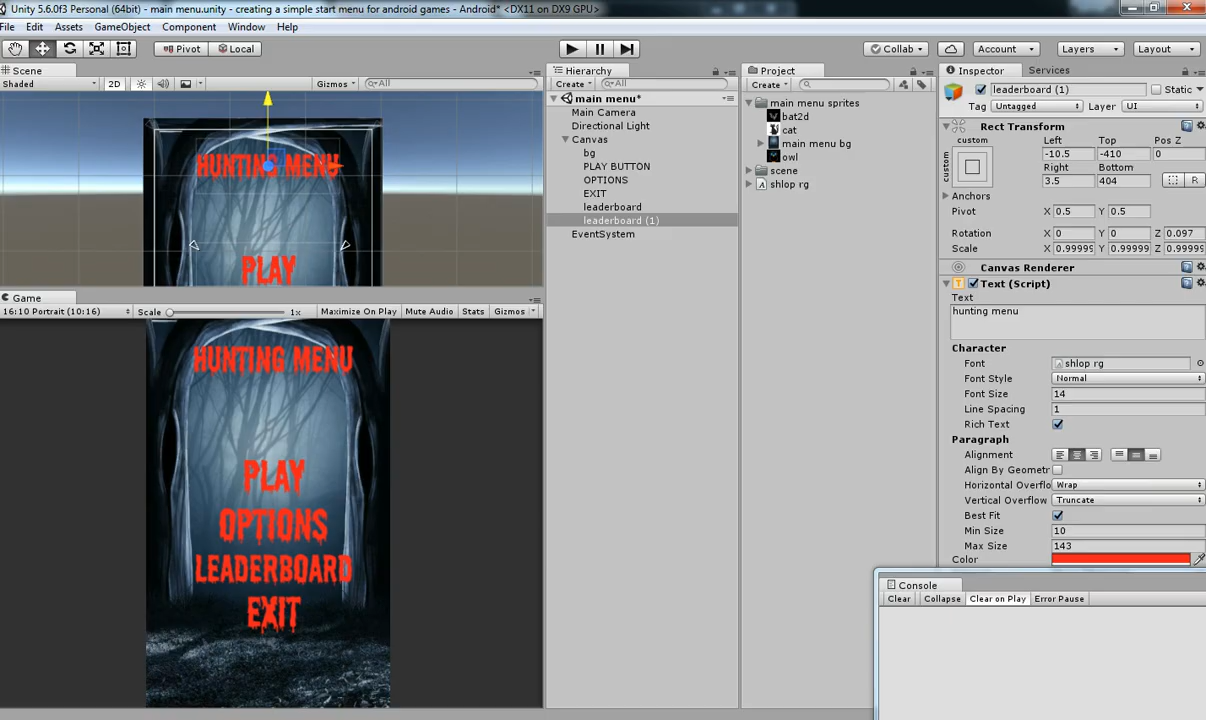 Unity 5.6.0f3 Personal (64bit) - main menu.unity - creating a simple start menu for android games - Android* <DX11 on DX9 GPU>
File Edit Assets GameObject Component Window Help
Pivot Local Collab Account Layers Layout
Scene
Shaded 2D Gizmos All
HUNTING MENU
PLAY
Game
16:10 Portrait (10:16) Scale 1x Maximize On Play Mute Audio Stats Gizmos
HUNTING MENU
PLAY
OPTIONS
LEADERBOARD
EXIT
Hierarchy
Create All
main menu*
Main Camera
Directional Light
Canvas
bg
PLAY BUTTON
OPTIONS
EXIT
leaderboard
leaderboard (1)
EventSystem
Project
Create
main menu sprites
bat2d
cat
main menu bg
owl
scene
shlop rg
Inspector Services
leaderboard (1) Static
Tag Untagged Layer UI
Rect Transform
custom Left Top Pos Z
custom -10.5 -410 0
Right Bottom
3.5 404 R
Anchors
Pivot X 0.5 Y 0.5
Rotation X 0 Y 0 Z 0.097
Scale X 0.99999 Y 0.99999 Z 0.99999
Canvas Renderer
Text (Script)
Text
hunting menu
Character
Font shlop rg
Font Style Normal
Font Size 14
Line Spacing 1
Rich Text
Paragraph
Alignment
Align By Geometr
Horizontal Overflo Wrap
Vertical Overflow Truncate
Best Fit
Min Size 10
Max Size 143
Color
Console
Clear Collapse Clear on Play Error Pause